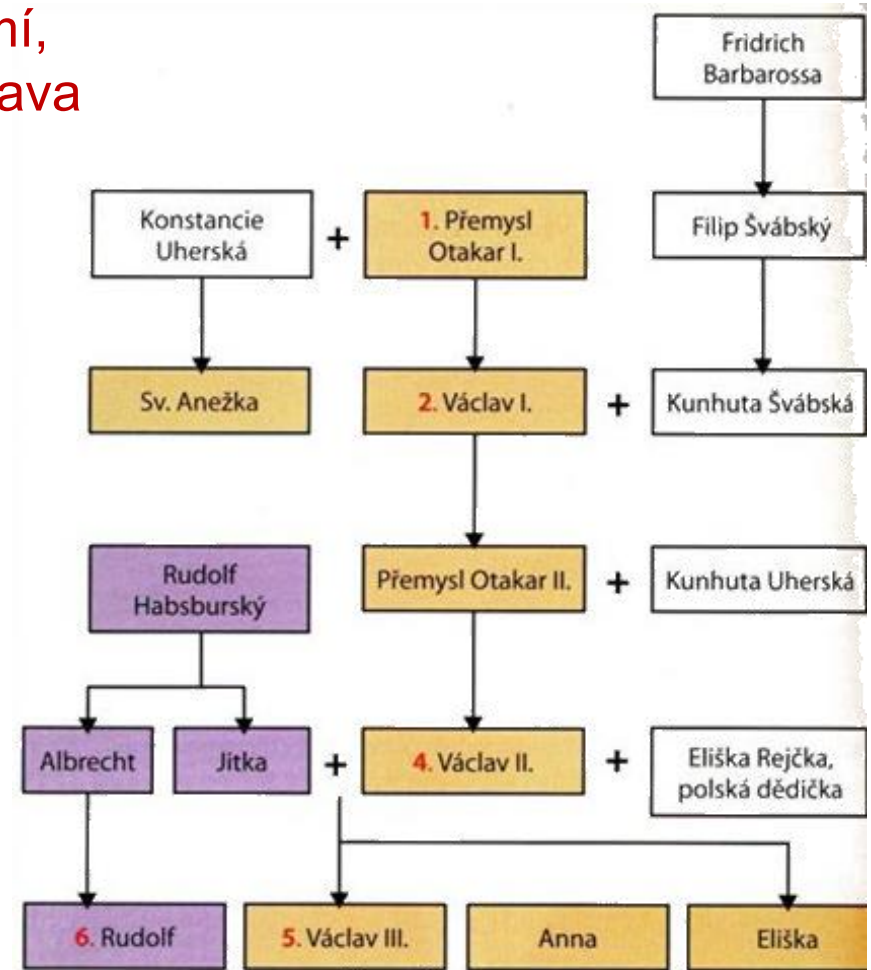 ní,
ava
Fridrich
Barbarossa
Konstancie
Uherská
+
1. Přemysl
Otakar I.
Filip Švábský
Sv. Anežka
2. Václav I.
+
Kunhuta Švábská
Rudolf
Habsburský
Přemysl Otakar II.
+
Kunhuta Uherská
Albrecht
Jitka
+
4. Václav II.
+
Eliška Rejčka,
polská dědička
6. Rudolf
5. Václav III.
Anna
Eliška